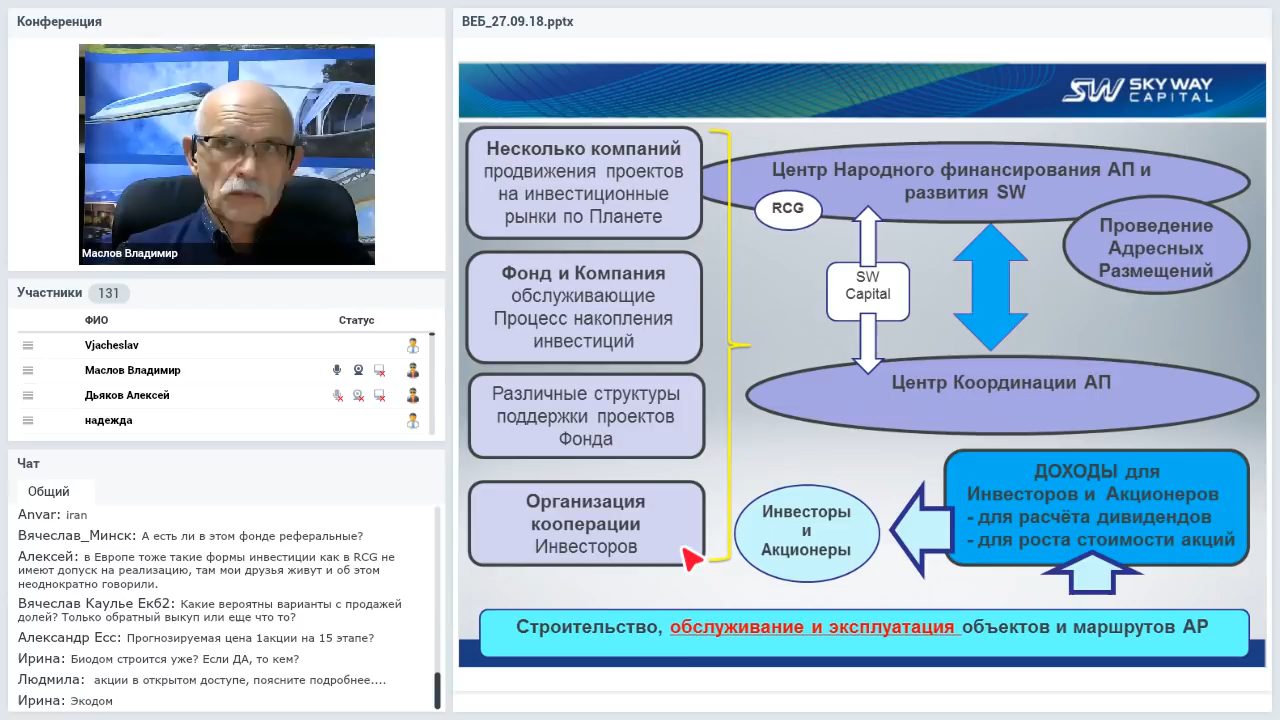 Конференция
Маслов Владимир
Участники 131
ФИО Статус
Vjacheslav
Маслов Владимир
Дьяков Алексей
надежда
Чат
Общий
Anvar: iran
Вячеслав_Минск: А есть ли в этом фонде реферальные?
Алексей: в Европе тоже такие формы инвестиции как в RCG не
имеют допуск на реализацию, там мои друзья живут и об этом
неоднократно говорили.
Вячеслав Каулье Екб2: Какие вероятны варианты с продажей
долей? Только обратный выкуп или еще что то?
Александр Есс: Прогнозируемая цена 1акции на 15 этапе?
Ирина: Биодом строится уже? Если ДА, то кем?
Людмила: акции в открытом доступе, поясните подробнее....
Ирина: Экодом
ВЕБ_27.09.18.pptx
SW SKY WAY
CAPITAL
Несколько компаний
продвижения проектов
на инвестиционные
рынки по Планете
Фонд и Компания
обслуживающие
Процесс накопления
инвестиций
Различные структуры
поддержки проектов
Фонда
Организация
кооперации
Инвесторов
Центр Народного финансирования АП и
развития SW
RCG
Проведение
Адресных
Размещений
SW
Capital
Центр Координации АП
Инвесторы
и
Акционеры
ДОХОДЫ для
Инвесторов и Акционеров
- для расчёта дивидендов
- для роста стоимости акций
Строительство, обслуживание и эксплуатация объектов и маршрутов АР